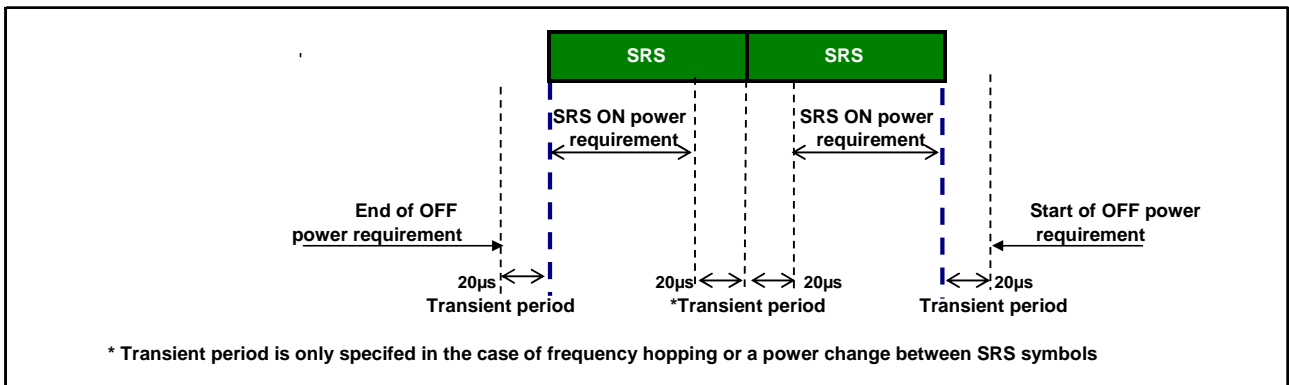 SRS SRS
SRS ON power
requirement
SRS ON power
requirement
End of OFF
power requirement
Start of OFF power
requirement
20µs 20µs 20µs 20µs
Transient period *Transient period Transient period
* Transient period is only specifed in the case of frequency hopping or a power change between SRS symbols